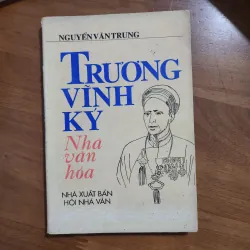 NGUYỄN VĂN TRUNG
TRƯƠNG
VĨNH
KÝ
Nhà
văn
hóa
NHÀ XUẤT BẢN
HỘI NHÀ VĂN